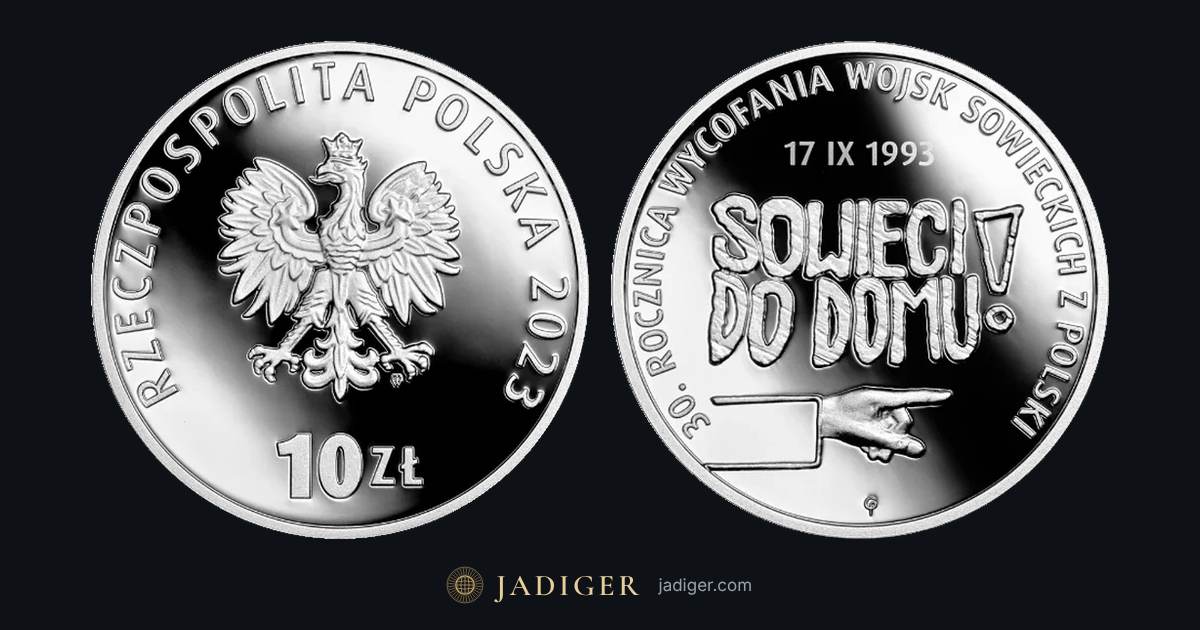 RZECZPOSPOLITA POLSKA 2023
10 ZŁ
30. ROCZNICA WYCOFANIA WOJSK SOWIECKICH Z POLSKI
17 IX 1993
SOWIECI
DO DOMU!
JADIGER jadiger.com